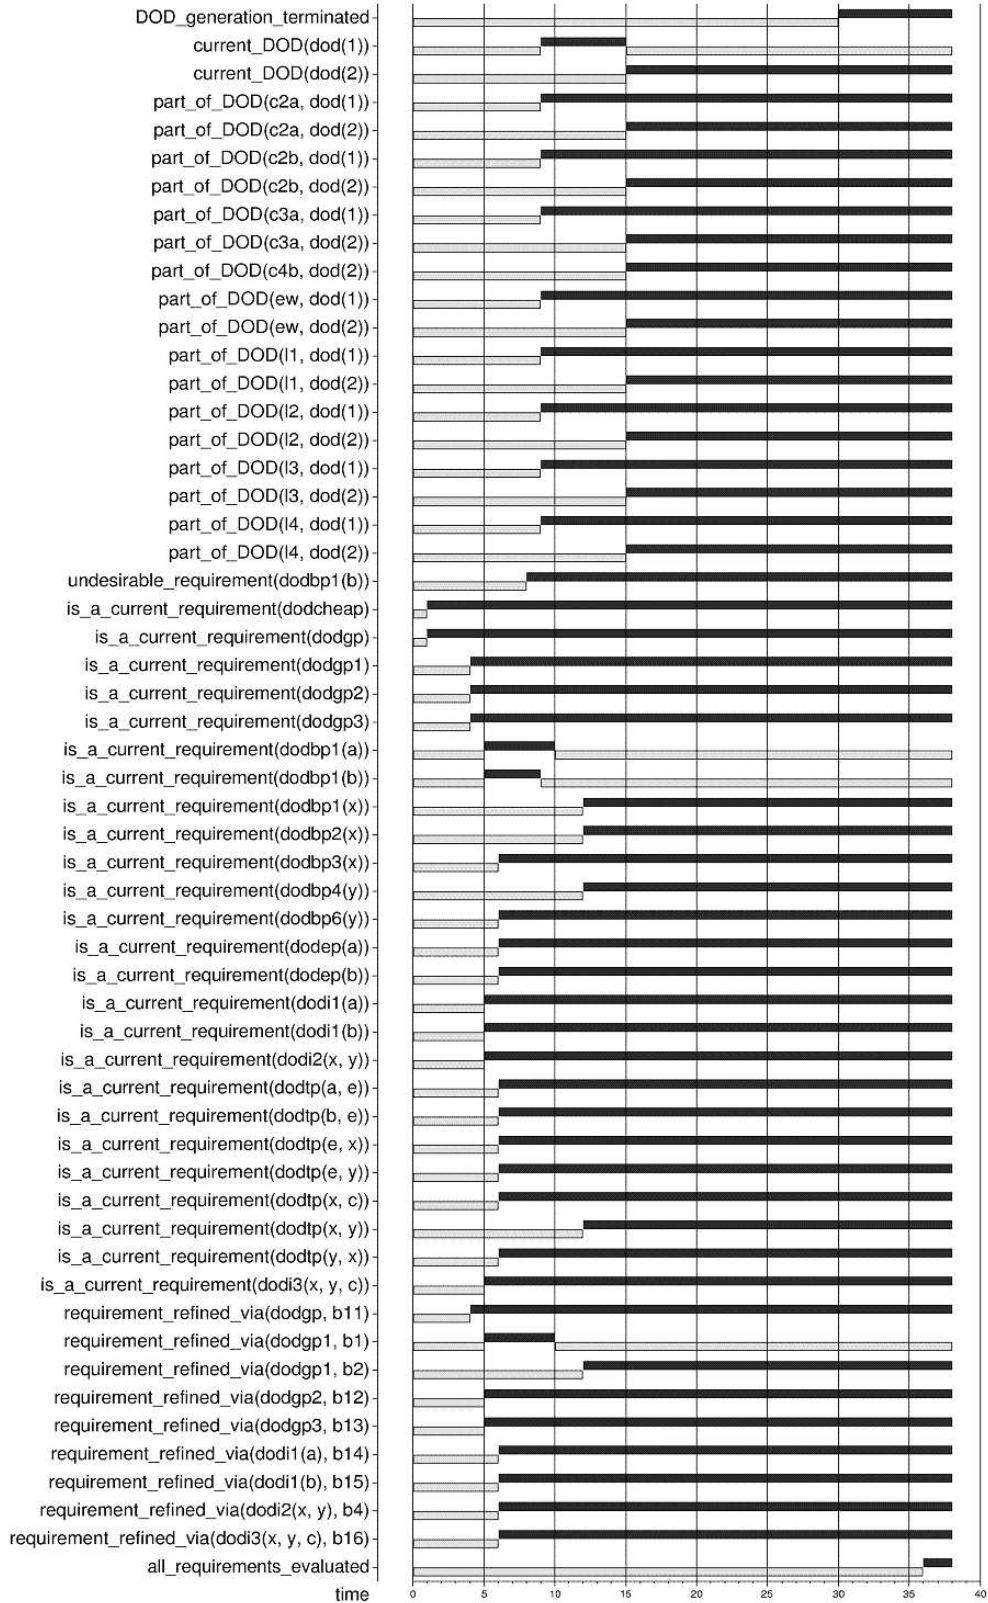 DOD_generation_terminated
current_DOD(dod(1))
current_DOD(dod(2))
part_of_DOD(c2a, dod(1))
part_of_DOD(c2a, dod(2))
part_of_DOD(c2b, dod(1))
part_of_DOD(c2b, dod(2))
part_of_DOD(c3a, dod(1))
part_of_DOD(c3a, dod(2))
part_of_DOD(c4b, dod(2))
part_of_DOD(ew, dod(1))
part_of_DOD(ew, dod(2))
part_of_DOD(l1, dod(1))
part_of_DOD(l1, dod(2))
part_of_DOD(l2, dod(1))
part_of_DOD(l2, dod(2))
part_of_DOD(l3, dod(1))
part_of_DOD(l3, dod(2))
part_of_DOD(l4, dod(1))
part_of_DOD(l4, dod(2))
undesirable_requirement(dodbp1(b))
is_a_current_requirement(dodcheap)
is_a_current_requirement(dodgp)
is_a_current_requirement(dodgp1)
is_a_current_requirement(dodgp2)
is_a_current_requirement(dodgp3)
is_a_current_requirement(dodbp1(a))
is_a_current_requirement(dodbp1(b))
is_a_current_requirement(dodbp1(x))
is_a_current_requirement(dodbp2(x))
is_a_current_requirement(dodbp3(x))
is_a_current_requirement(dodbp4(y))
is_a_current_requirement(dodbp6(y))
is_a_current_requirement(dodep(a))
is_a_current_requirement(dodep(b))
is_a_current_requirement(dodi1(a))
is_a_current_requirement(dodi1(b))
is_a_current_requirement(dodi2(x, y))
is_a_current_requirement(dodtp(a, e))
is_a_current_requirement(dodtp(b, e))
is_a_current_requirement(dodtp(e, x))
is_a_current_requirement(dodtp(e, y))
is_a_current_requirement(dodtp(x, c))
is_a_current_requirement(dodtp(x, y))
is_a_current_requirement(dodtp(y, x))
is_a_current_requirement(dodi3(x, y, c))
requirement_refined_via(dodgp, b11)
requirement_refined_via(dodgp1, b1)
requirement_refined_via(dodgp1, b2)
requirement_refined_via(dodgp2, b12)
requirement_refined_via(dodgp3, b13)
requirement_refined_via(dodi1(a), b14)
requirement_refined_via(dodi1(b), b15)
requirement_refined_via(dodi2(x, y), b4)
requirement_refined_via(dodi3(x, y, c), b16)
all_requirements_evaluated
time 0 5 10 15 20 25 30 35 40